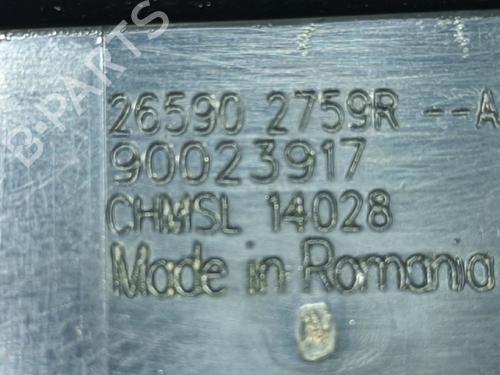 26590 2759R --A
90023917
CHMSL 14028
Made in Romania
B-PARTS